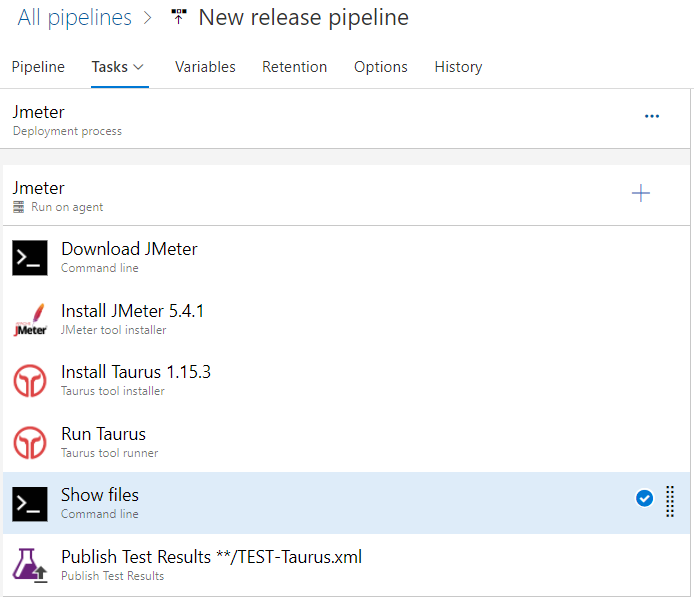 All pipelines > New release pipeline
Pipeline Tasks Variables Retention Options History
Jmeter
Deployment process
...
Jmeter
Run on agent
Download JMeter
Command line
Install JMeter 5.4.1
JMeter tool installer
Install Taurus 1.15.3
Taurus tool installer
Run Taurus
Taurus tool runner
Show files
Command line
Publish Test Results **/TEST-Taurus.xml
Publish Test Results